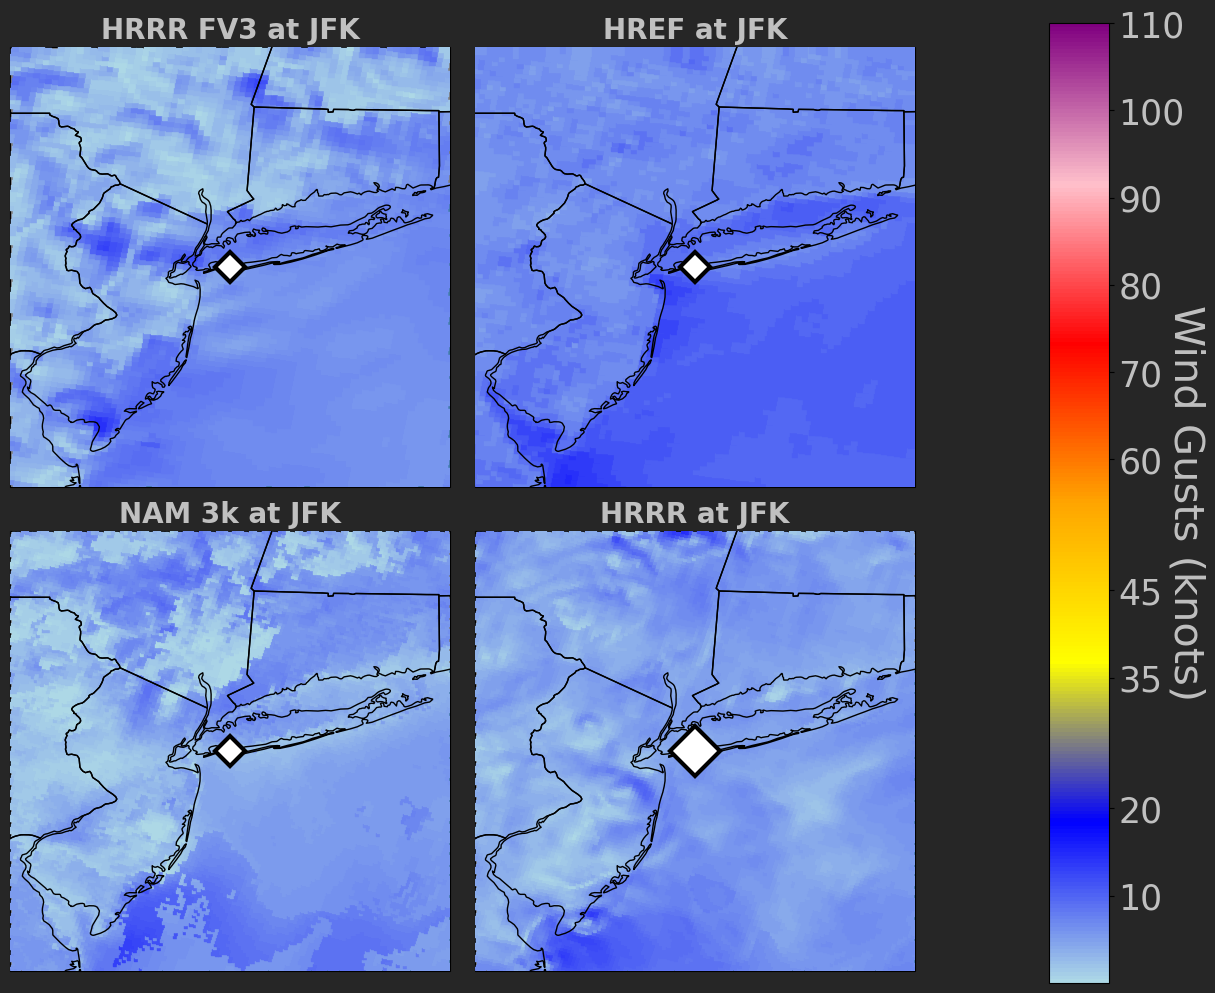 HRRR FV3 at JFK
HREF at JFK
NAM 3k at JFK
HRRR at JFK
110
100
90
80
70
60
45
35
20
10
Wind Gusts (knots)